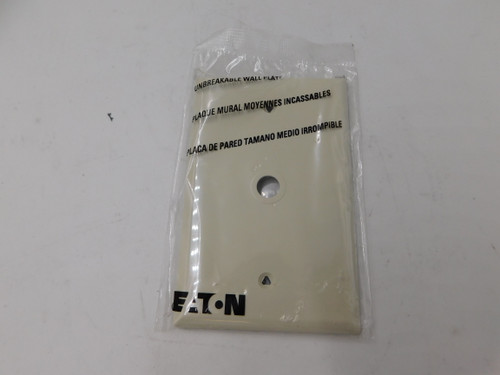 UNBREAKABLE WALL PLATE
PLAQUE MURAL MOYENNES INCASSABLES
PLACA DE PARED TAMANO MEDIO IRROMPIBLE
EATON